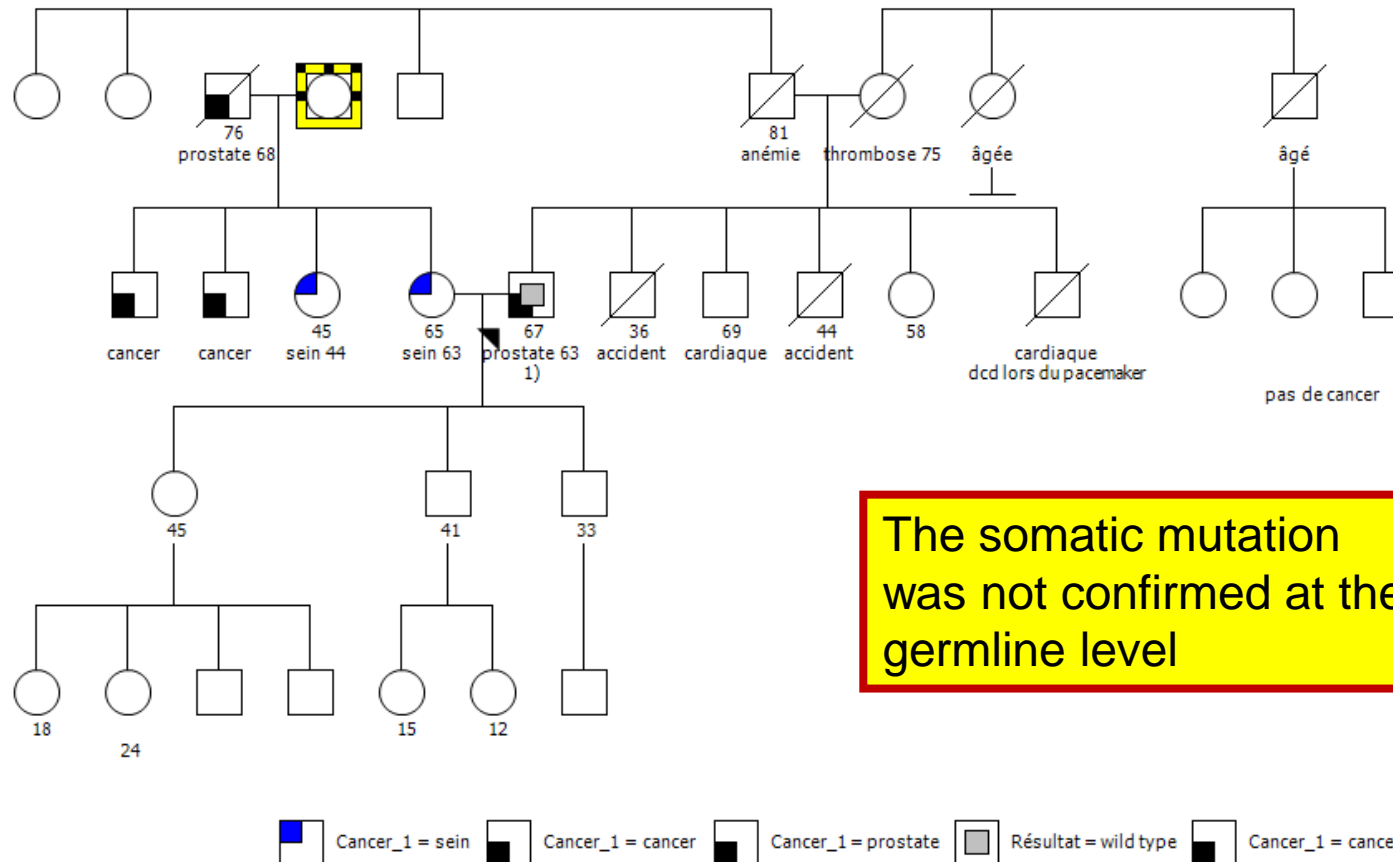 76
prostate 68
81
anémie
thrombose 75
âgée
âgé
cancer
cancer
45
sein 44
65
sein 63
67
prostate 63
1)
36
accident
69
cardiaque
44
accident
58
cardiaque
dcd lors du pacemaker
pas de cancer
45
41
33
The somatic mutation
was not confirmed at the
germline level
18
24
15
12
Cancer_1 = sein
Cancer_1 = cancer
Cancer_1 = prostate
Résultat = wild type
Cancer_1 = cance